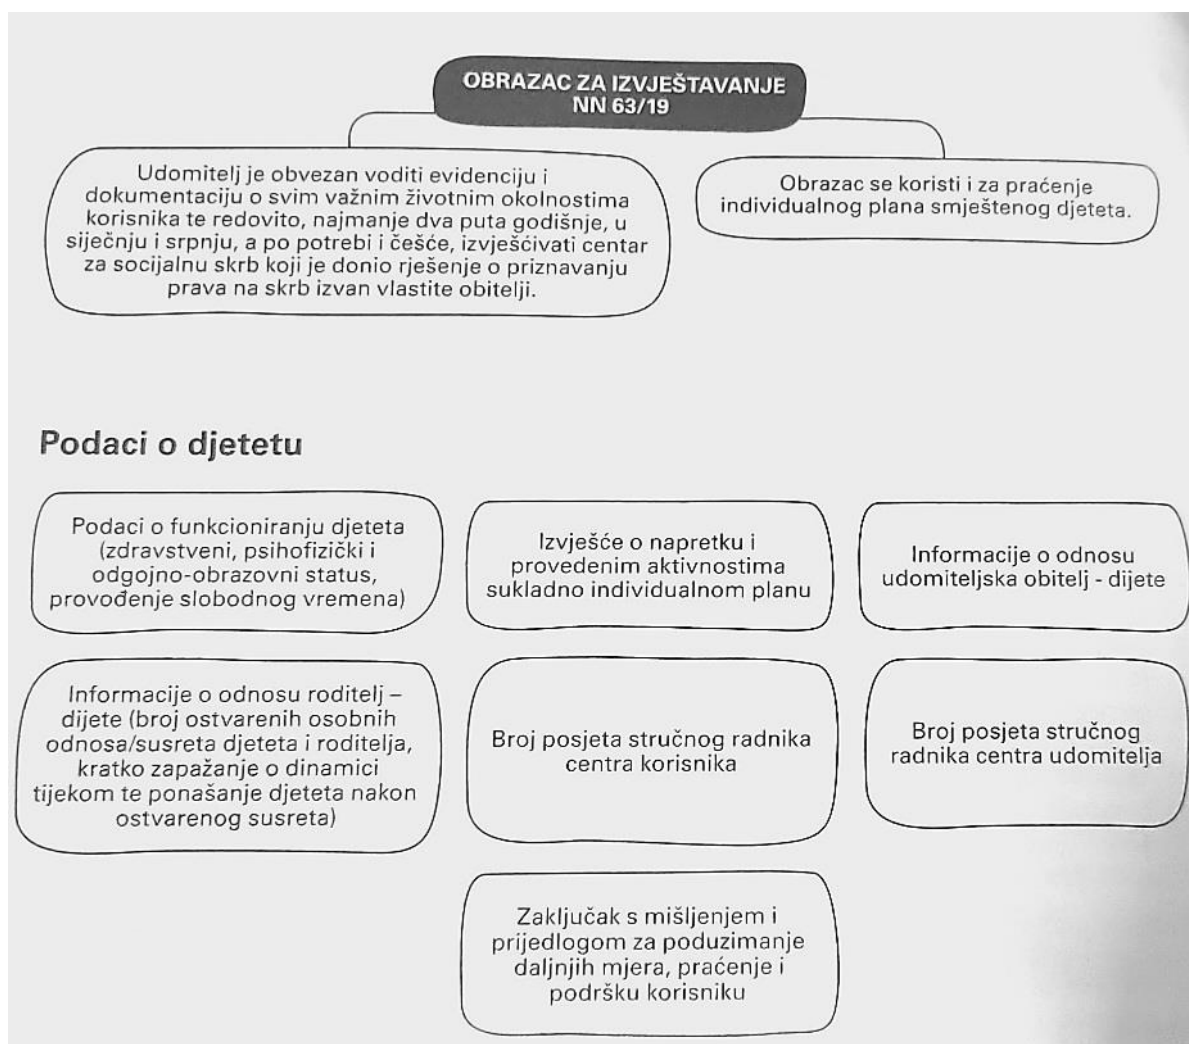 OBRAZAC ZA IZVJEŠTAVANJE
NN 63/19
Udomitelj je obvezan voditi evidenciju i
dokumentaciju o svim važnim životnim okolnostima
korisnika te redovito, najmanje dva puta godišnje, u
siječnju i srpnju, a po potrebi i češće, izvješćivati centar
za socijalnu skrb koji je donio rješenje o priznavanju
prava na skrb izvan vlastite obitelji.
Obrazac se koristi i za praćenje
individualnog plana smještenog djeteta.
Podaci o djetetu
Podaci o funkcioniranju djeteta
(zdravstveni, psihofizički i
odgojno-obrazovni status,
provođenje slobodnog vremena)
Izvješće o napretku i
provedenim aktivnostima
sukladno individualnom planu
Informacije o odnosu
udomiteljska obitelj - dijete
Informacije o odnosu roditelj –
dijete (broj ostvarenih osobnih
odnosa/susreta djeteta i roditelja,
kratko zapažanje o dinamici
tijekom te ponašanje djeteta nakon
ostvarenog susreta)
Broj posjeta stručnog radnika
centra korisnika
Broj posjeta stručnog
radnika centra udomitelja
Zaključak s mišljenjem i
prijedlogom za poduzimanje
daljnjih mjera, praćenje i
podršku korisniku